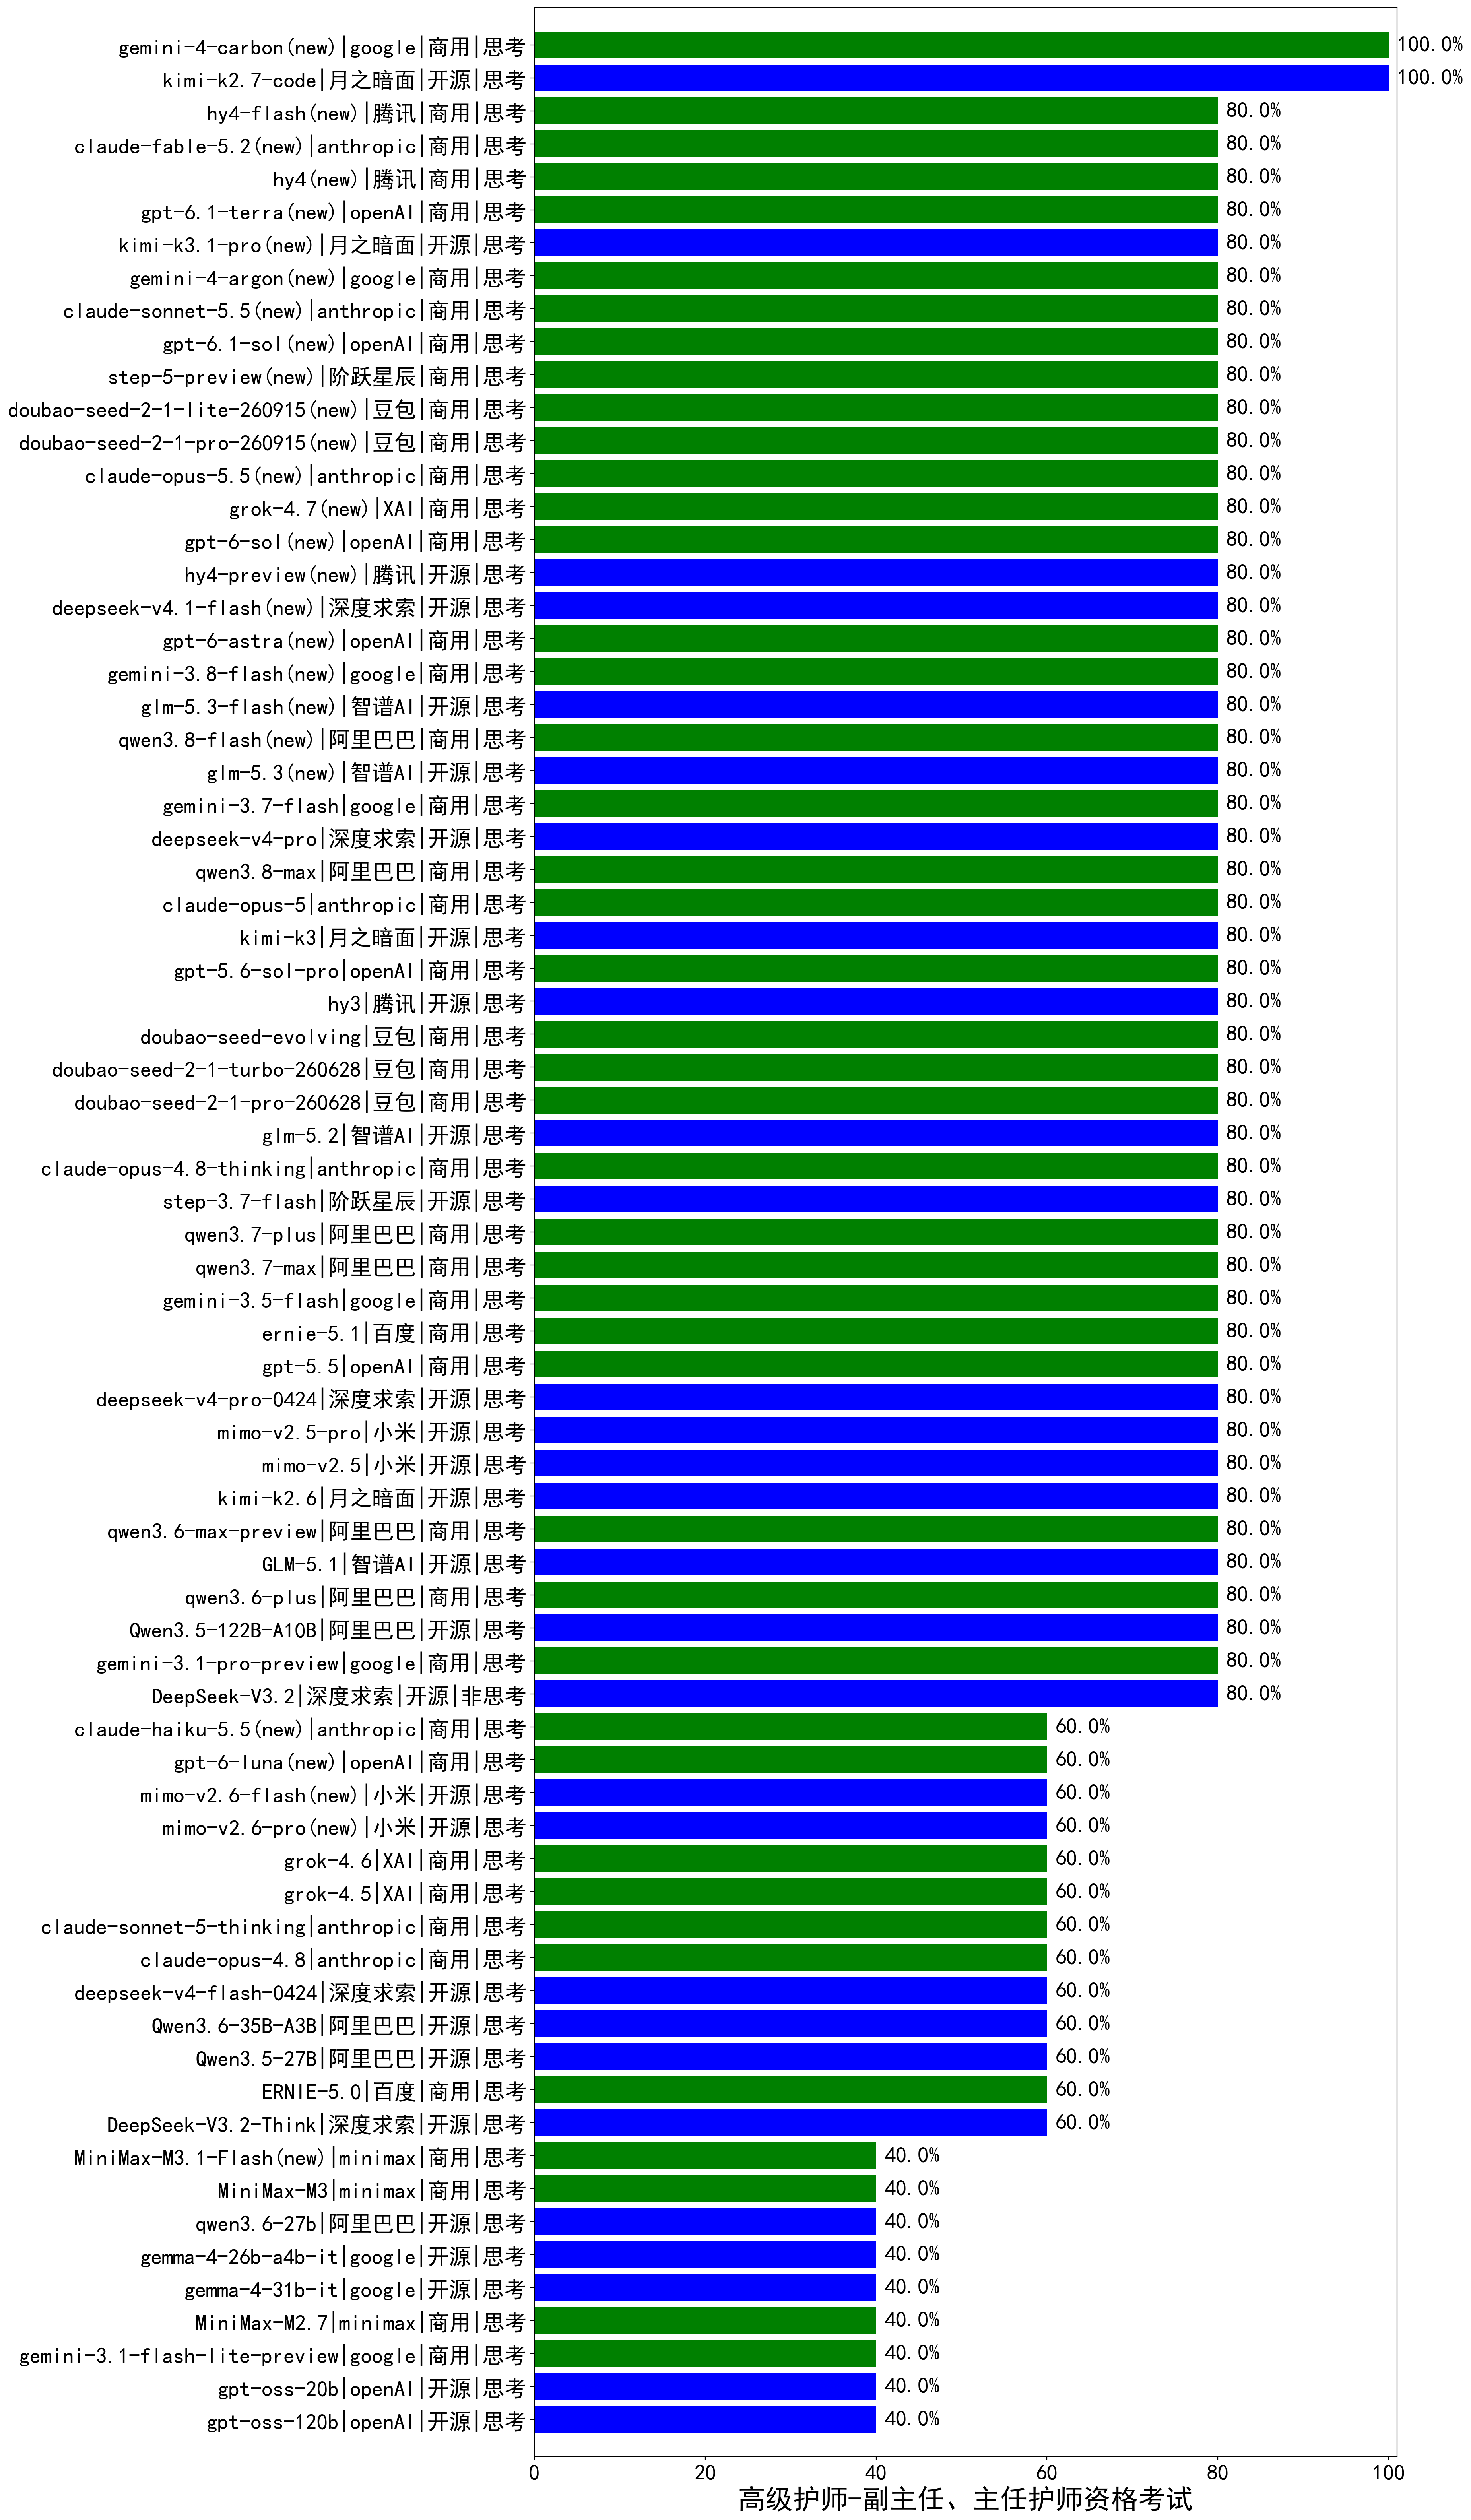 gemini-4-carbon(new)|google|商用|思考 100.0%
kimi-k2.7-code|月之暗面|开源|思考 100.0%
hy4-flash(new)|腾讯|商用|思考 80.0%
claude-fable-5.2(new)|anthropic|商用|思考 80.0%
hy4(new)|腾讯|商用|思考 80.0%
gpt-6.1-terra(new)|openAI|商用|思考 80.0%
kimi-k3.1-pro(new)|月之暗面|开源|思考 80.0%
gemini-4-argon(new)|google|商用|思考 80.0%
claude-sonnet-5.5(new)|anthropic|商用|思考 80.0%
gpt-6.1-sol(new)|openAI|商用|思考 80.0%
step-5-preview(new)|阶跃星辰|商用|思考 80.0%
doubao-seed-2-1-lite-260915(new)|豆包|商用|思考 80.0%
doubao-seed-2-1-pro-260915(new)|豆包|商用|思考 80.0%
claude-opus-5.5(new)|anthropic|商用|思考 80.0%
grok-4.7(new)|XAI|商用|思考 80.0%
gpt-6-sol(new)|openAI|商用|思考 80.0%
hy4-preview(new)|腾讯|开源|思考 80.0%
deepseek-v4.1-flash(new)|深度求索|开源|思考 80.0%
gpt-6-astra(new)|openAI|商用|思考 80.0%
gemini-3.8-flash(new)|google|商用|思考 80.0%
glm-5.3-flash(new)|智谱AI|开源|思考 80.0%
qwen3.8-flash(new)|阿里巴巴|商用|思考 80.0%
glm-5.3(new)|智谱AI|开源|思考 80.0%
gemini-3.7-flash|google|商用|思考 80.0%
deepseek-v4-pro|深度求索|开源|思考 80.0%
qwen3.8-max|阿里巴巴|商用|思考 80.0%
claude-opus-5|anthropic|商用|思考 80.0%
kimi-k3|月之暗面|开源|思考 80.0%
gpt-5.6-sol-pro|openAI|商用|思考 80.0%
hy3|腾讯|开源|思考 80.0%
doubao-seed-evolving|豆包|商用|思考 80.0%
doubao-seed-2-1-turbo-260628|豆包|商用|思考 80.0%
doubao-seed-2-1-pro-260628|豆包|商用|思考 80.0%
glm-5.2|智谱AI|开源|思考 80.0%
claude-opus-4.8-thinking|anthropic|商用|思考 80.0%
step-3.7-flash|阶跃星辰|开源|思考 80.0%
qwen3.7-plus|阿里巴巴|商用|思考 80.0%
qwen3.7-max|阿里巴巴|商用|思考 80.0%
gemini-3.5-flash|google|商用|思考 80.0%
ernie-5.1|百度|商用|思考 80.0%
gpt-5.5|openAI|商用|思考 80.0%
deepseek-v4-pro-0424|深度求索|开源|思考 80.0%
mimo-v2.5-pro|小米|开源|思考 80.0%
mimo-v2.5|小米|开源|思考 80.0%
kimi-k2.6|月之暗面|开源|思考 80.0%
qwen3.6-max-preview|阿里巴巴|商用|思考 80.0%
GLM-5.1|智谱AI|开源|思考 80.0%
qwen3.6-plus|阿里巴巴|商用|思考 80.0%
Qwen3.5-122B-A10B|阿里巴巴|开源|思考 80.0%
gemini-3.1-pro-preview|google|商用|思考 80.0%
DeepSeek-V3.2|深度求索|开源|非思考 80.0%
claude-haiku-5.5(new)|anthropic|商用|思考 60.0%
gpt-6-luna(new)|openAI|商用|思考 60.0%
mimo-v2.6-flash(new)|小米|开源|思考 60.0%
mimo-v2.6-pro(new)|小米|开源|思考 60.0%
grok-4.6|XAI|商用|思考 60.0%
grok-4.5|XAI|商用|思考 60.0%
claude-sonnet-5-thinking|anthropic|商用|思考 60.0%
claude-opus-4.8|anthropic|商用|思考 60.0%
deepseek-v4-flash-0424|深度求索|开源|思考 60.0%
Qwen3.6-35B-A3B|阿里巴巴|开源|思考 60.0%
Qwen3.5-27B|阿里巴巴|开源|思考 60.0%
ERNIE-5.0|百度|商用|思考 60.0%
DeepSeek-V3.2-Think|深度求索|开源|思考 60.0%
MiniMax-M3.1-Flash(new)|minimax|商用|思考 40.0%
MiniMax-M3|minimax|商用|思考 40.0%
qwen3.6-27b|阿里巴巴|开源|思考 40.0%
gemma-4-26b-a4b-it|google|开源|思考 40.0%
gemma-4-31b-it|google|开源|思考 40.0%
MiniMax-M2.7|minimax|商用|思考 40.0%
gemini-3.1-flash-lite-preview|google|商用|思考 40.0%
gpt-oss-20b|openAI|开源|思考 40.0%
gpt-oss-120b|openAI|开源|思考 40.0%
0 20 40 60 80 100
高级护师-副主任、主任护师资格考试